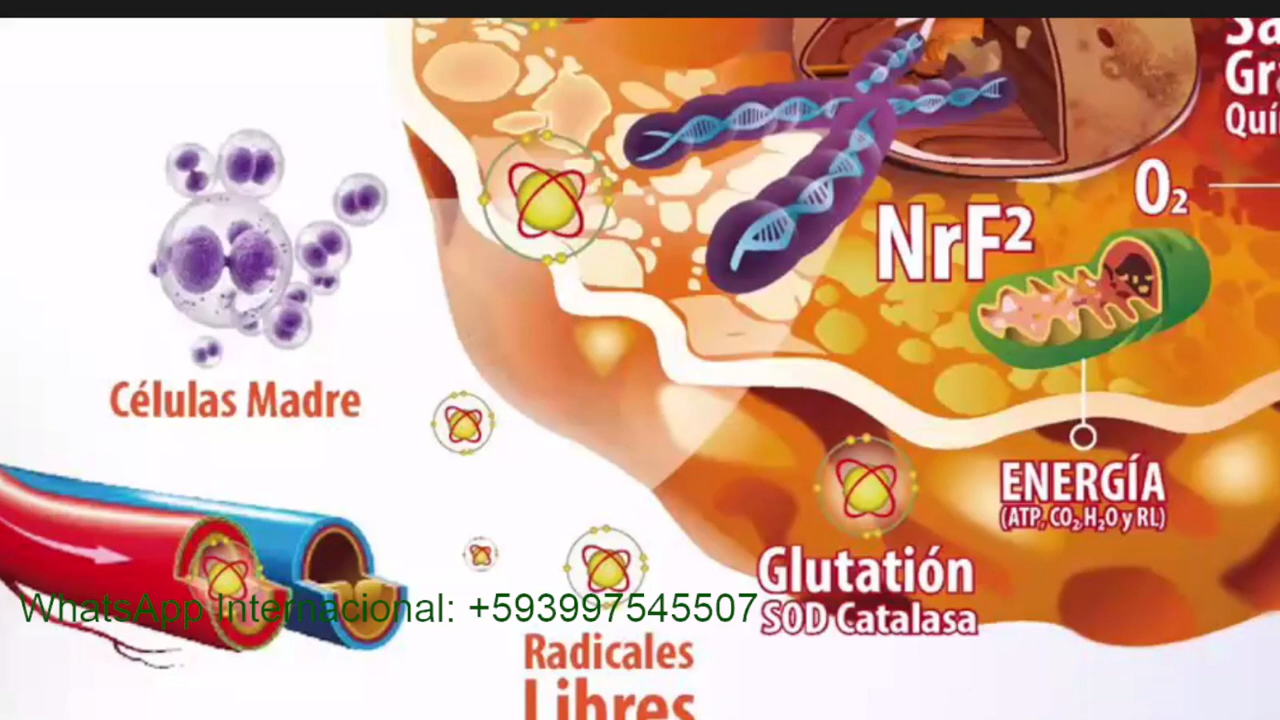 Células Madre
NrF²
O₂
ENERGÍA
(ATP, CO₂,H₂O y RL)
Glutatión
SOD Catalasa
WhatsApp Internacional: +593997545507
Radicales
Libres